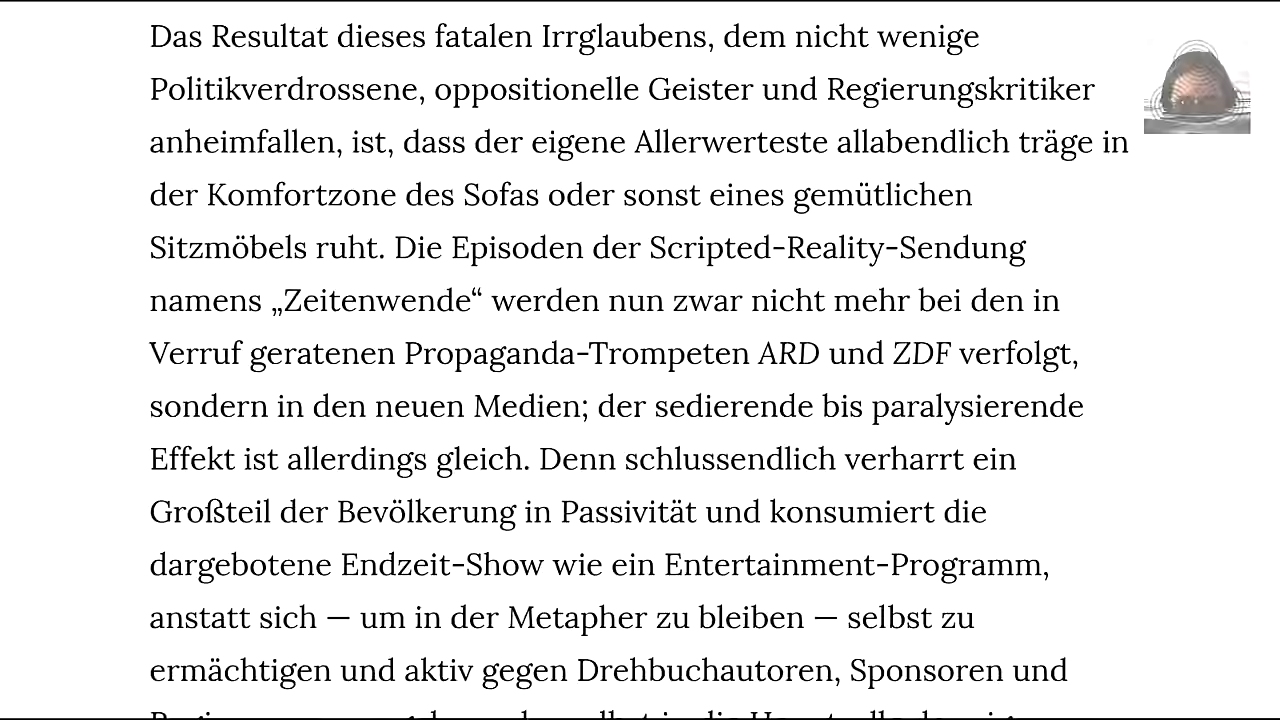 Das Resultat dieses fatalen Irrglaubens, dem nicht wenige
Politikverdrossene, oppositionelle Geister und Regierungskritiker
anheimfallen, ist, dass der eigene Allerwerteste allabendlich träge in
der Komfortzone des Sofas oder sonst eines gemütlichen
Sitzmöbels ruht. Die Episoden der Scripted-Reality-Sendung
namens „Zeitenwende“ werden nun zwar nicht mehr bei den in
Verruf geratenen Propaganda-Trompeten ARD und ZDF verfolgt,
sondern in den neuen Medien; der sedierende bis paralysierende
Effekt ist allerdings gleich. Denn schlussendlich verharrt ein
Großteil der Bevölkerung in Passivität und konsumiert die
dargebotene Endzeit-Show wie ein Entertainment-Programm,
anstatt sich — um in der Metapher zu bleiben — selbst zu
ermächtigen und aktiv gegen Drehbuchautoren, Sponsoren und